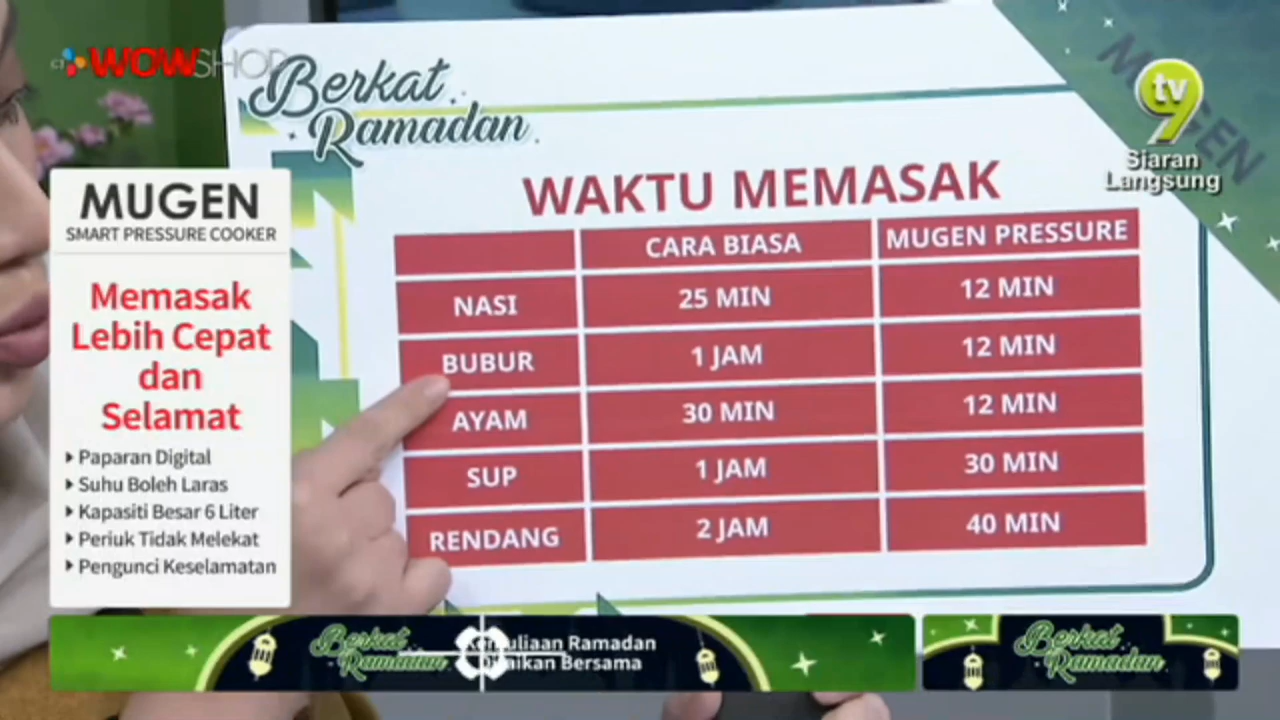 CJ WOWSHOP
Berkat
Ramadan
MUGEN
tv9
Siaran
Langsung
MUGEN
SMART PRESSURE COOKER
Memasak
Lebih Cepat
dan
Selamat
Paparan Digital
Suhu Boleh Laras
Kapasiti Besar 6 Liter
Periuk Tidak Melekat
Pengunci Keselamatan
WAKTU MEMASAK
CARA BIASA MUGEN PRESSURE
NASI 25 MIN 12 MIN
BUBUR 1 JAM 12 MIN
AYAM 30 MIN 12 MIN
SUP 1 JAM 30 MIN
RENDANG 2 JAM 40 MIN
Berkat
Ramadan
Ramadan
Bersama
Berkat
Ramadan